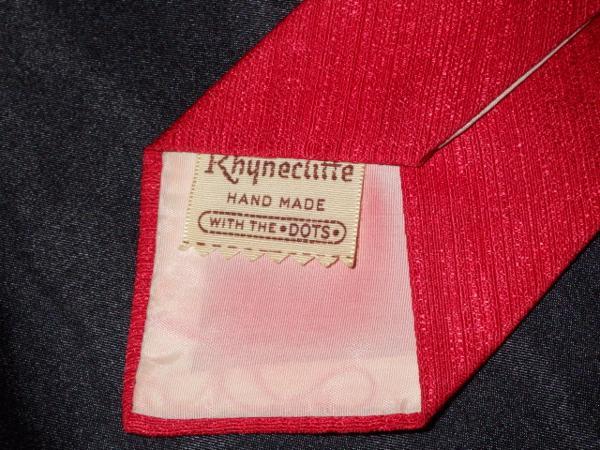 Rhynecliffe
HAND MADE
WITH THE •DOTS•